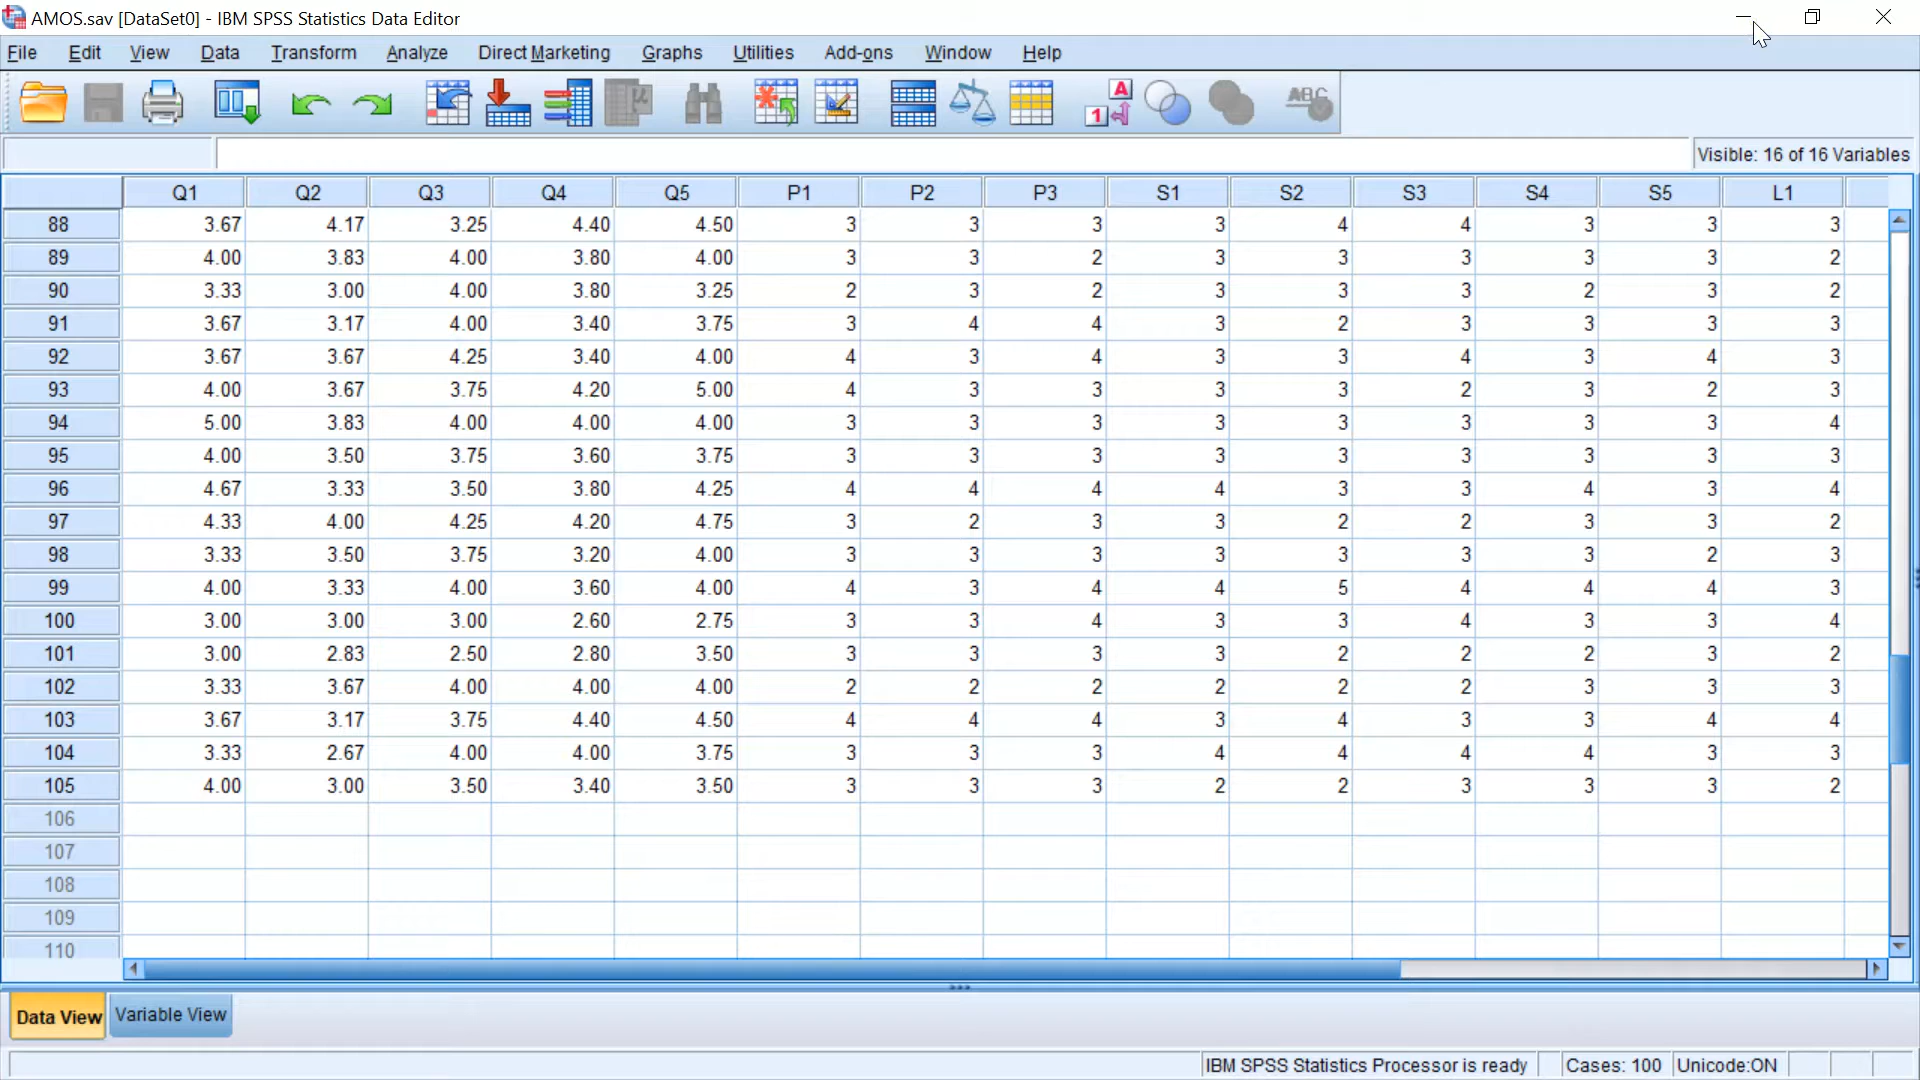 AMOS.sav [DataSet0] - IBM SPSS Statistics Data Editor
File Edit View Data Transform Analyze Direct Marketing Graphs Utilities Add-ons Window Help
A
1
ABC
µ
Visible: 16 of 16 Variables
Q1 Q2 Q3 Q4 Q5 P1 P2 P3 S1 S2 S3 S4 S5 L1
88 3.67 4.17 3.25 4.40 4.50 3 3 3 3 4 4 3 3 3
89 4.00 3.83 4.00 3.80 4.00 3 3 2 3 3 3 3 3 2
90 3.33 3.00 4.00 3.80 3.25 2 3 2 3 3 3 2 3 2
91 3.67 3.17 4.00 3.40 3.75 3 4 4 3 2 3 3 3 3
92 3.67 3.67 4.25 3.40 4.00 4 3 4 3 3 4 3 4 3
93 4.00 3.67 3.75 4.20 5.00 4 3 3 3 3 2 3 2 3
94 5.00 3.83 4.00 4.00 4.00 3 3 3 3 3 3 3 3 4
95 4.00 3.50 3.75 3.60 3.75 3 3 3 3 3 3 3 3 3
96 4.67 3.33 3.50 3.80 4.25 4 4 4 4 3 3 4 3 4
97 4.33 4.00 4.25 4.20 4.75 3 2 3 3 2 2 3 3 2
98 3.33 3.50 3.75 3.20 4.00 3 3 3 3 3 3 3 2 3
99 4.00 3.33 4.00 3.60 4.00 4 3 4 4 5 4 4 4 3
100 3.00 3.00 3.00 2.60 2.75 3 3 4 3 3 4 3 3 4
101 3.00 2.83 2.50 2.80 3.50 3 3 3 3 2 2 2 3 2
102 3.33 3.67 4.00 4.00 4.00 2 2 2 2 2 2 3 3 3
103 3.67 3.17 3.75 4.40 4.50 4 4 4 3 4 3 3 4 4
104 3.33 2.67 4.00 4.00 3.75 3 3 3 4 4 4 4 3 3
105 4.00 3.00 3.50 3.40 3.50 3 3 3 2 2 3 3 3 2
106
107
108
109
110
Data View Variable View
IBM SPSS Statistics Processor is ready Cases: 100 Unicode:ON